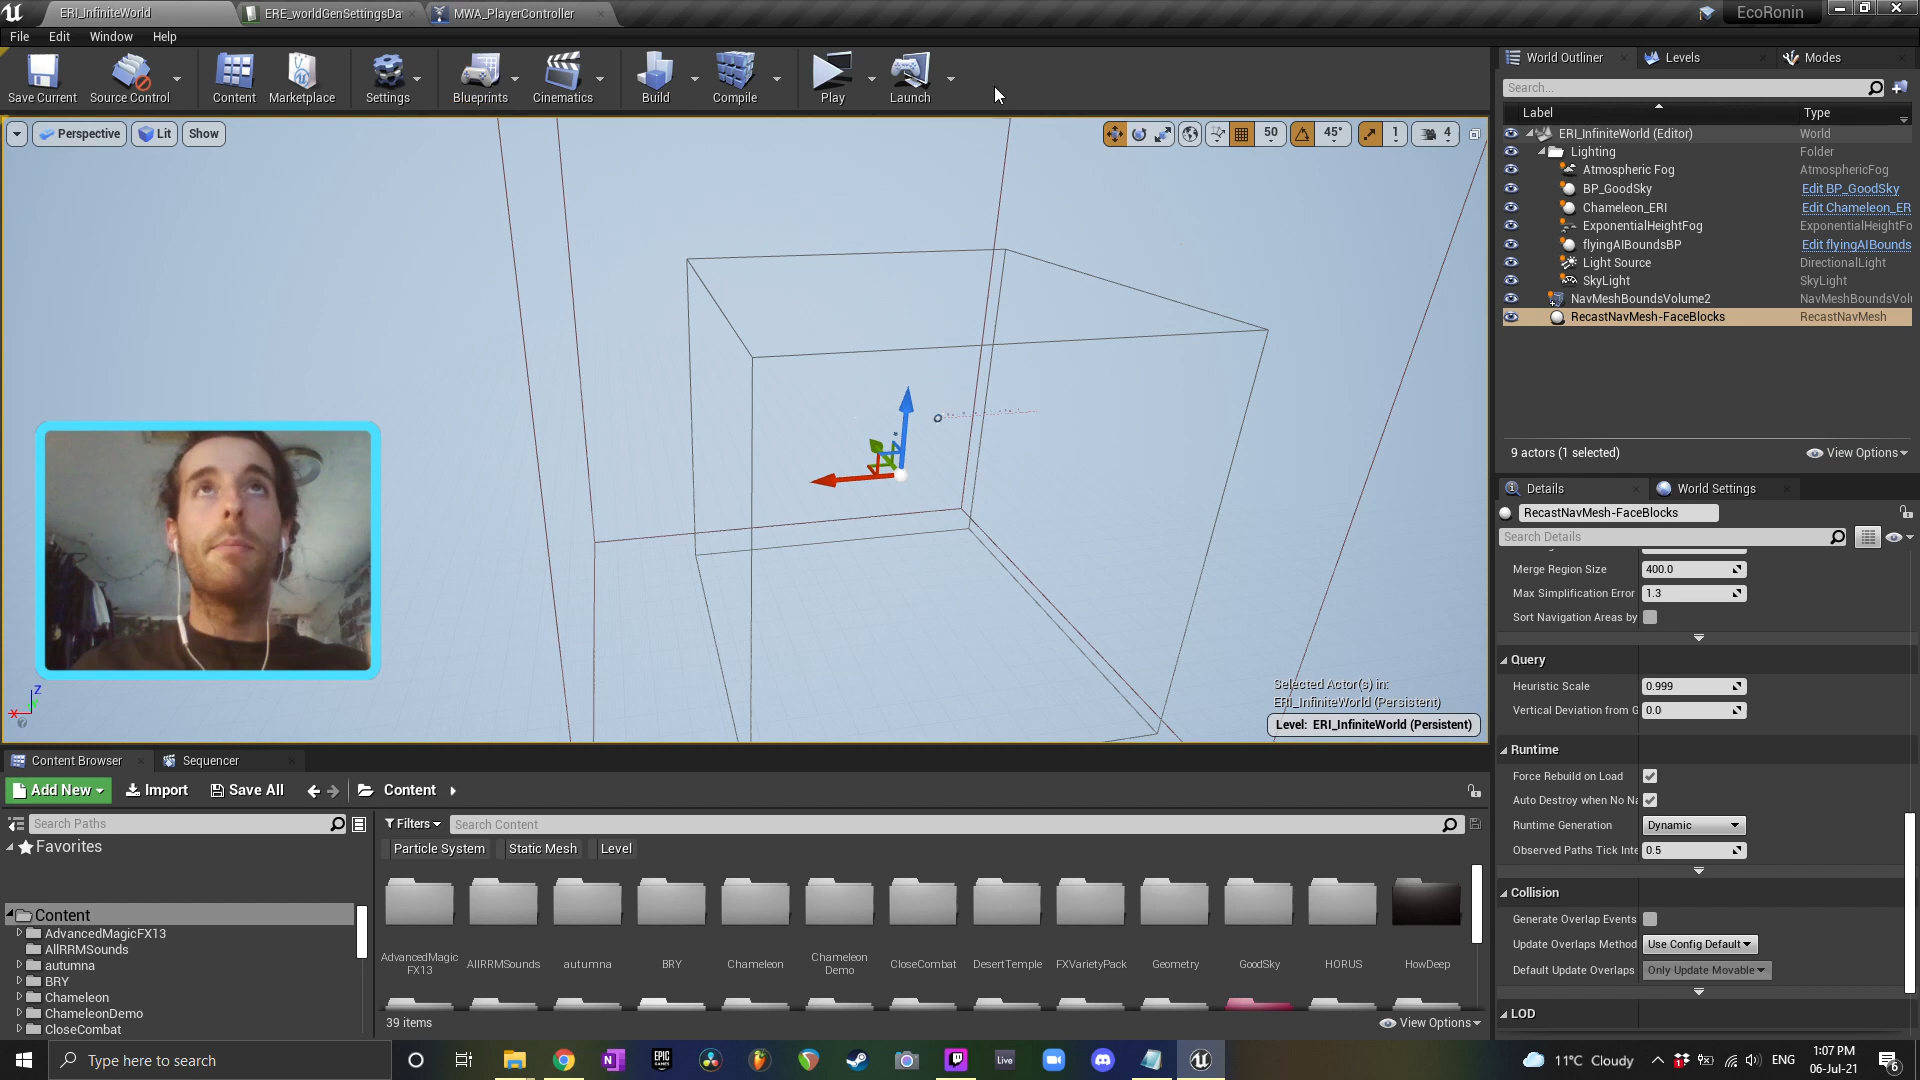 ERI_InfiniteWorld
ERE_worldGenSettingsDa
MWA_PlayerController
EcoRonin
File
Edit
Window
Help
Save Current
Source Control
Content
Marketplace
Settings
Blueprints
Cinematics
Build
Compile
Play
Launch
Perspective
Lit
Show
50
45°
1
4
Selected Actor(s) in:
ERI_InfiniteWorld (Persistent)
Level: ERI_InfiniteWorld (Persistent)
Z
X
World Outliner
Levels
Modes
Search...
Label
Type
ERI_InfiniteWorld (Editor)
World
Lighting
Folder
Atmospheric Fog
AtmosphericFog
BP_GoodSky
Edit BP_GoodSky
Chameleon_ERI
Edit Chameleon_ER
ExponentialHeightFog
ExponentialHeightFo
flyingAIBoundsBP
Edit flyingAIBounds
Light Source
DirectionalLight
SkyLight
SkyLight
NavMeshBoundsVolume2
NavMeshBoundsVolu
RecastNavMesh-FaceBlocks
RecastNavMesh
9 actors (1 selected)
View Options
Details
World Settings
RecastNavMesh-FaceBlocks
Search Details
Merge Region Size
400.0
Max Simplification Error
1.3
Sort Navigation Areas by
Query
Heuristic Scale
0.999
Vertical Deviation from G
0.0
Runtime
Force Rebuild on Load
Auto Destroy when No Na
Runtime Generation
Dynamic
Observed Paths Tick Inte
0.5
Collision
Generate Overlap Events
Update Overlaps Method
Use Config Default
Default Update Overlaps
Only Update Movable
LOD
Content Browser
Sequencer
Add New
Import
Save All
Content
Search Paths
Favorites
Content
AdvancedMagicFX13
AllRRMSounds
autumna
BRY
Chameleon
ChameleonDemo
CloseCombat
Filters
Search Content
Particle System
Static Mesh
Level
AdvancedMagic
FX13
AllRRMSounds
autumna
BRY
Chameleon
Chameleon
Demo
CloseCombat
DesertTemple
FXVarietyPack
Geometry
GoodSky
HORUS
HowDeep
39 items
View Options
Type here to search
N
EPIC
GAMES
Live
11°C Cloudy
ENG
1:07 PM
06-Jul-21
6